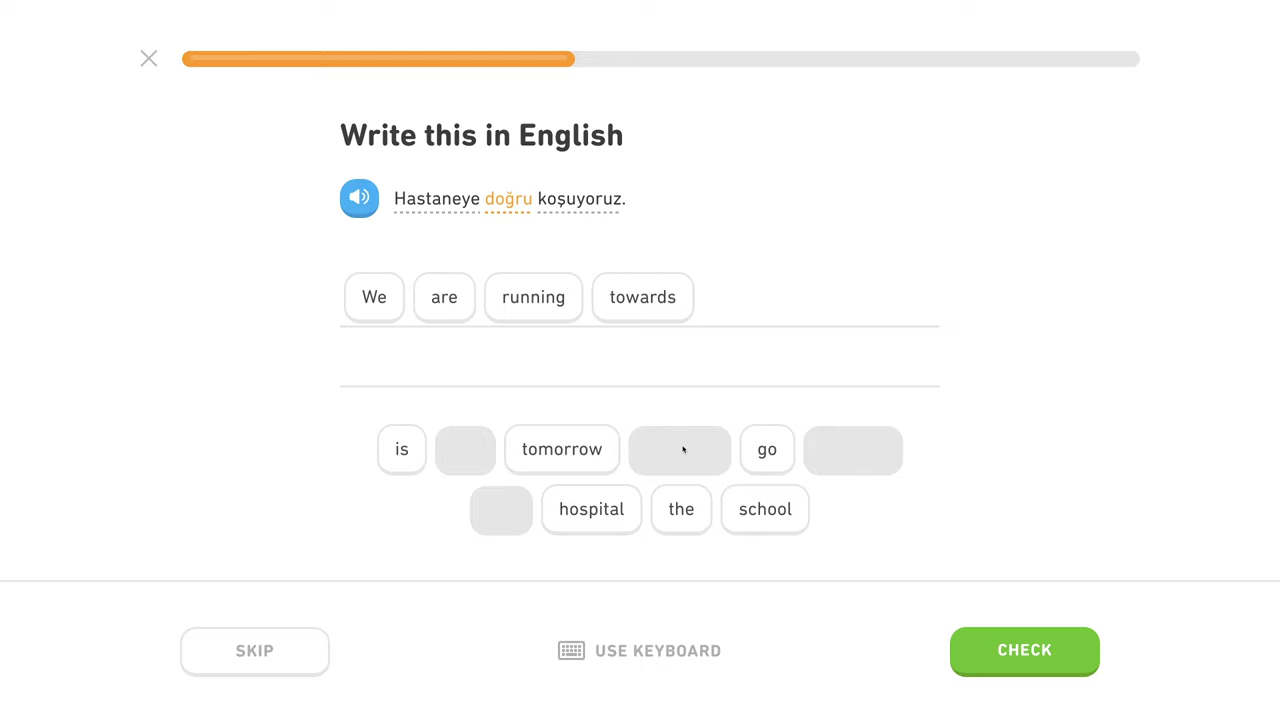 Write this in English
Hastaneye doğru koşuyoruz.
We are running towards
is tomorrow go
hospital the school
SKIP USE KEYBOARD CHECK